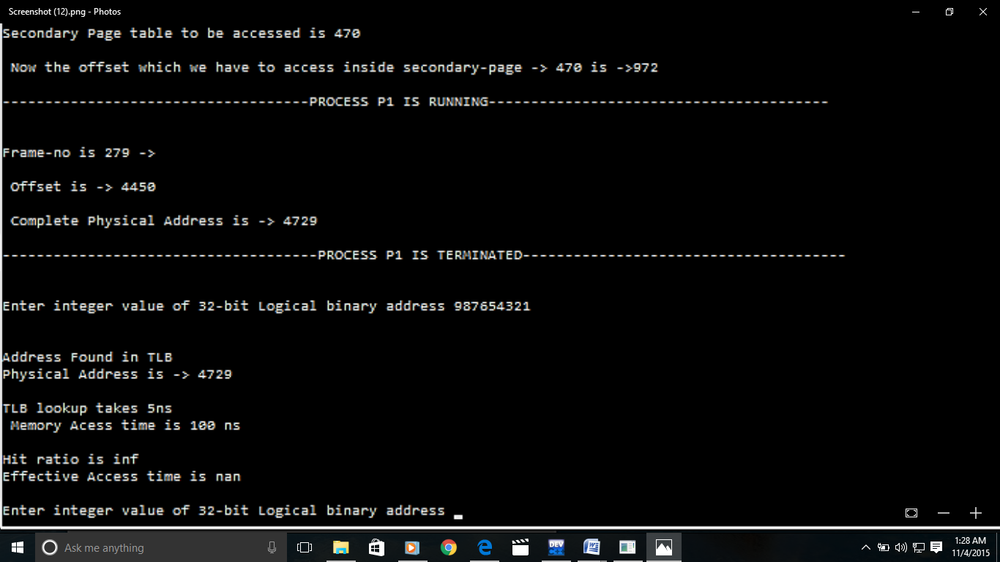 Screenshot (12).png - Photos
Secondary Page table to be accessed is 470
Now the offset which we have to access inside secondary-page -> 470 is ->972
------------------------------------PROCESS P1 IS RUNNING----------------------------------------
Frame-no is 279 ->
Offset is -> 4450
Complete Physical Address is -> 4729
-------------------------------------PROCESS P1 IS TERMINATED--------------------------------------
Enter integer value of 32-bit Logical binary address 987654321
Address Found in TLB
Physical Address is -> 4729
TLB lookup takes 5ns
Memory Acess time is 100 ns
Hit ratio is inf
Effective Access time is nan
Enter integer value of 32-bit Logical binary address _
Ask me anything
DEV
1:28 AM
11/4/2015